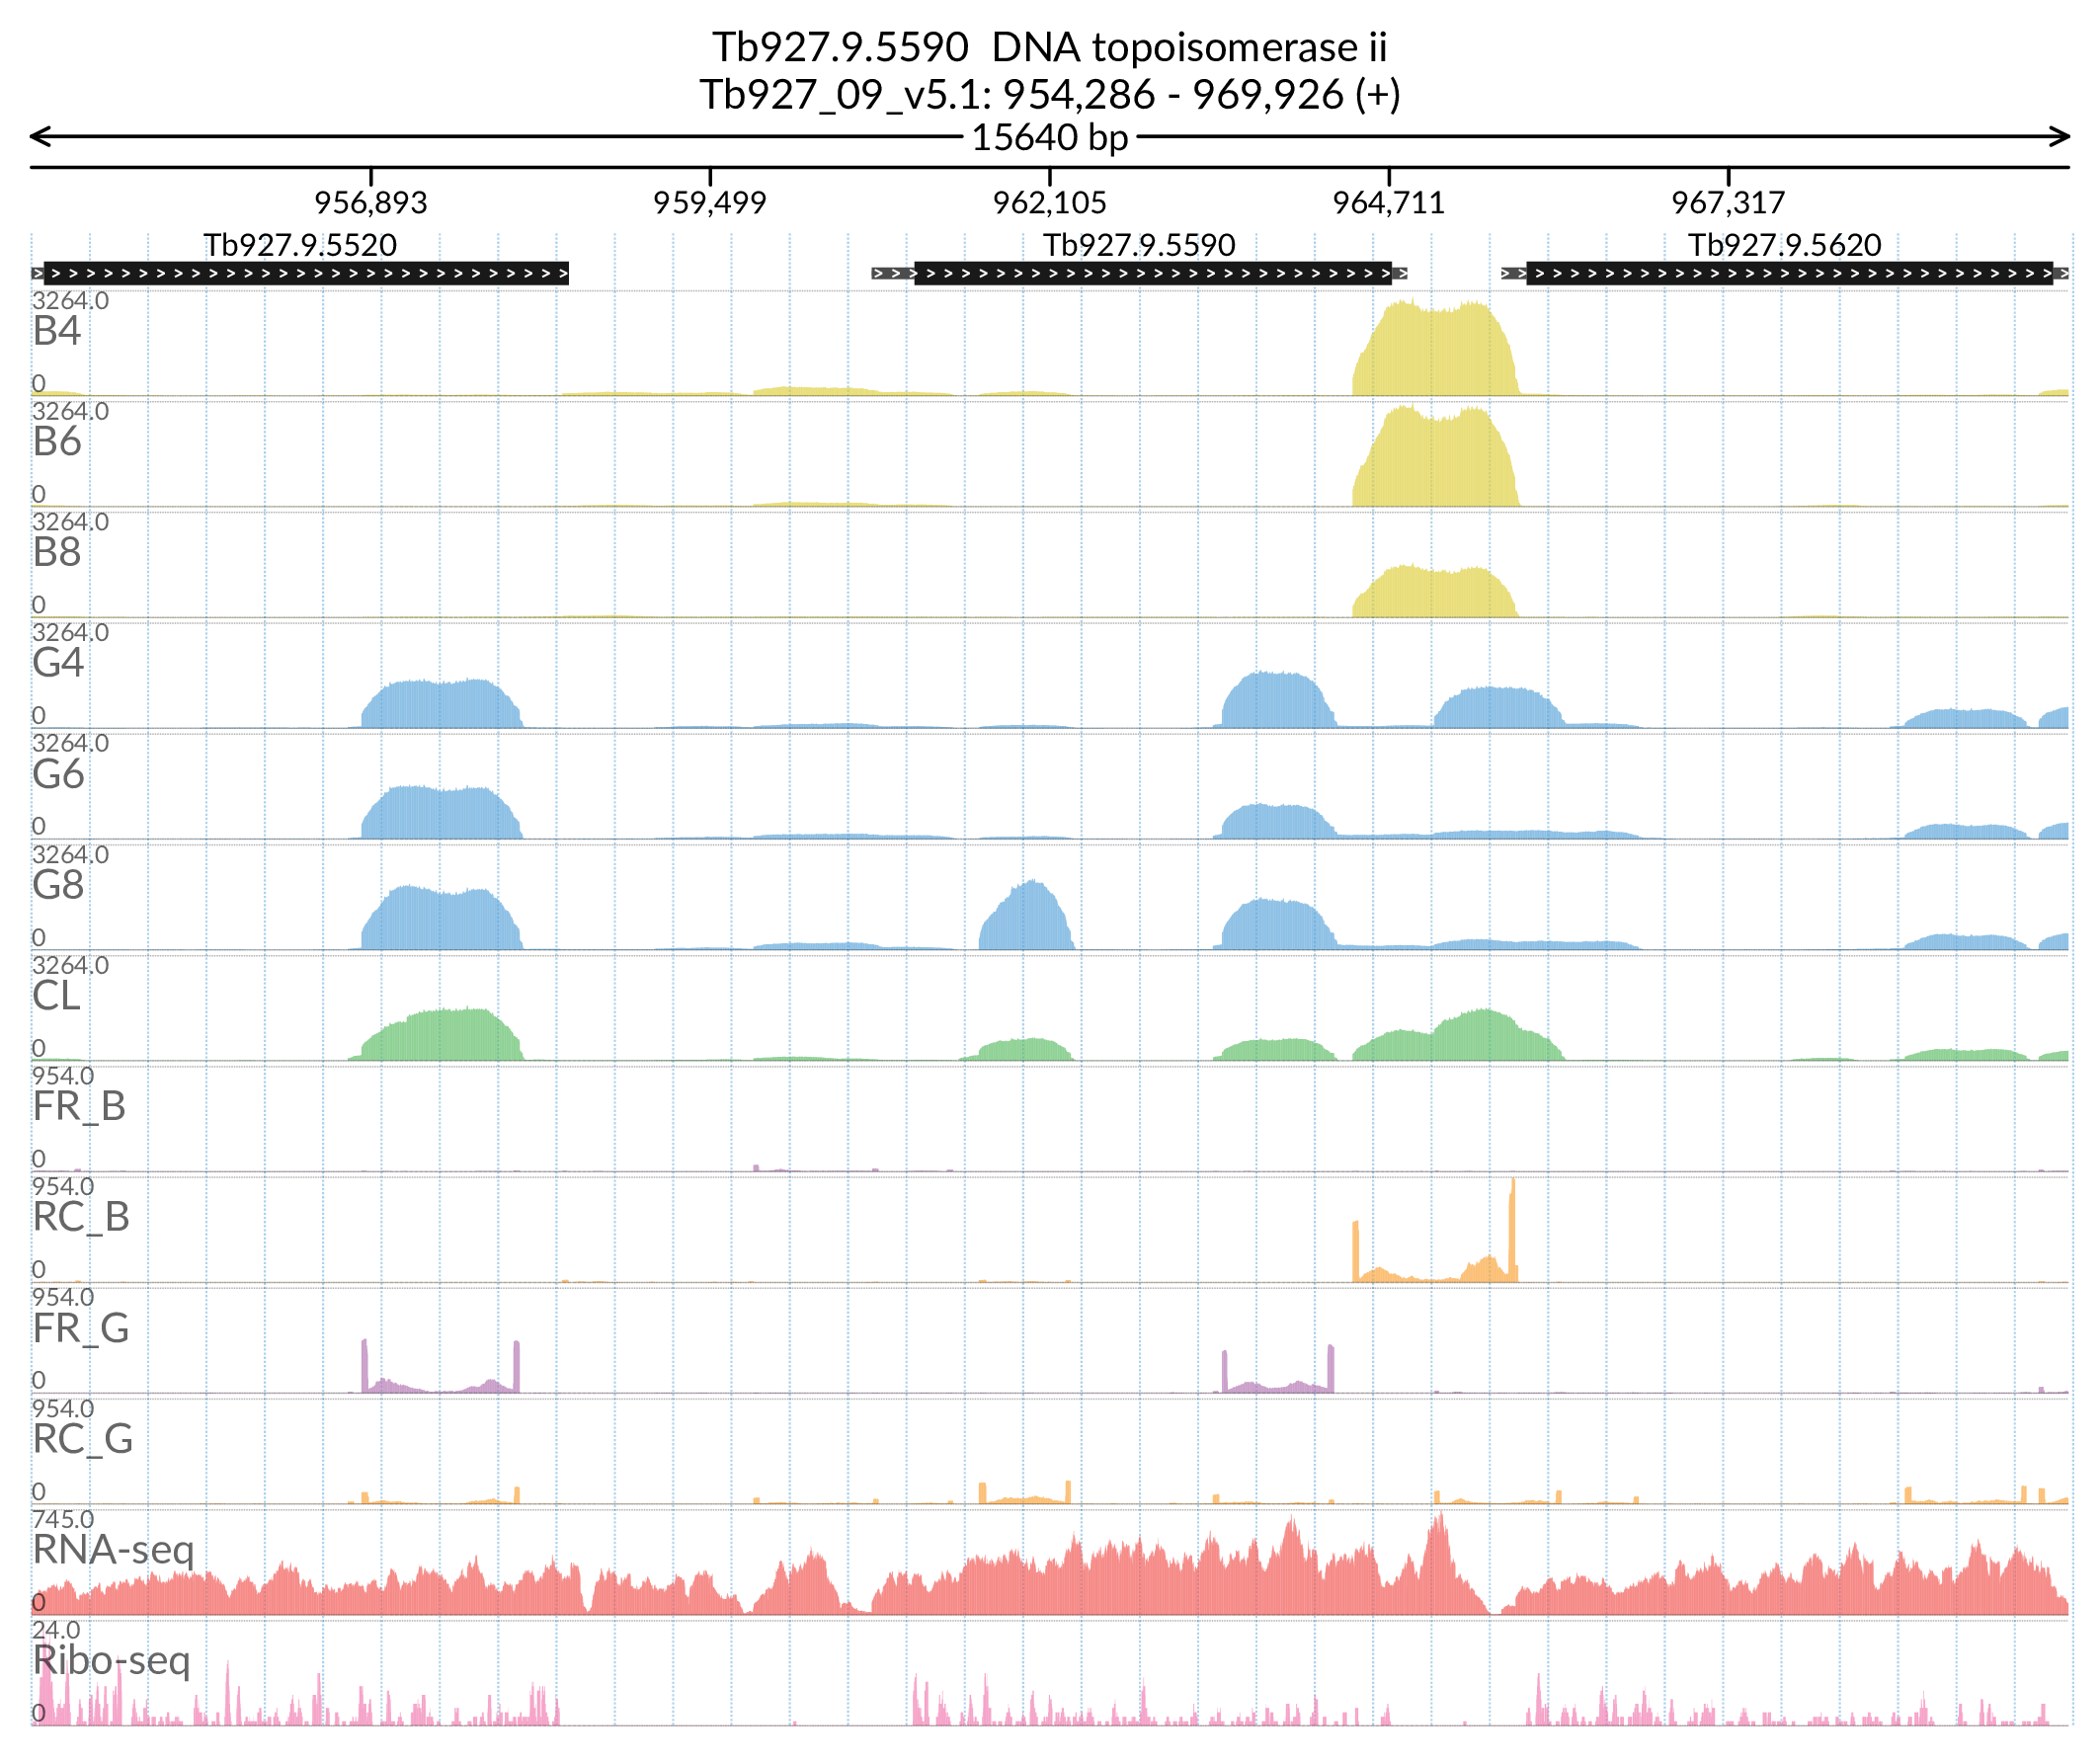 Tb927.9.5590 DNA topoisomerase ii
Tb927_09_v5.1: 954,286 - 969,926 (+)
15640 bp
956,893 959,499 962,105 964,711 967,317
Tb927.9.5520 Tb927.9.5590 Tb927.9.5620
3264.0
B4
0
3264.0
B6
0
3264.0
B8
0
3264.0
G4
0
3264.0
G6
0
3264.0
G8
0
3264.0
CL
0
954.0
FR_B
0
954.0
RC_B
0
954.0
FR_G
0
954.0
RC_G
0
745.0
RNA-seq
0
24.0
Ribo-seq
0